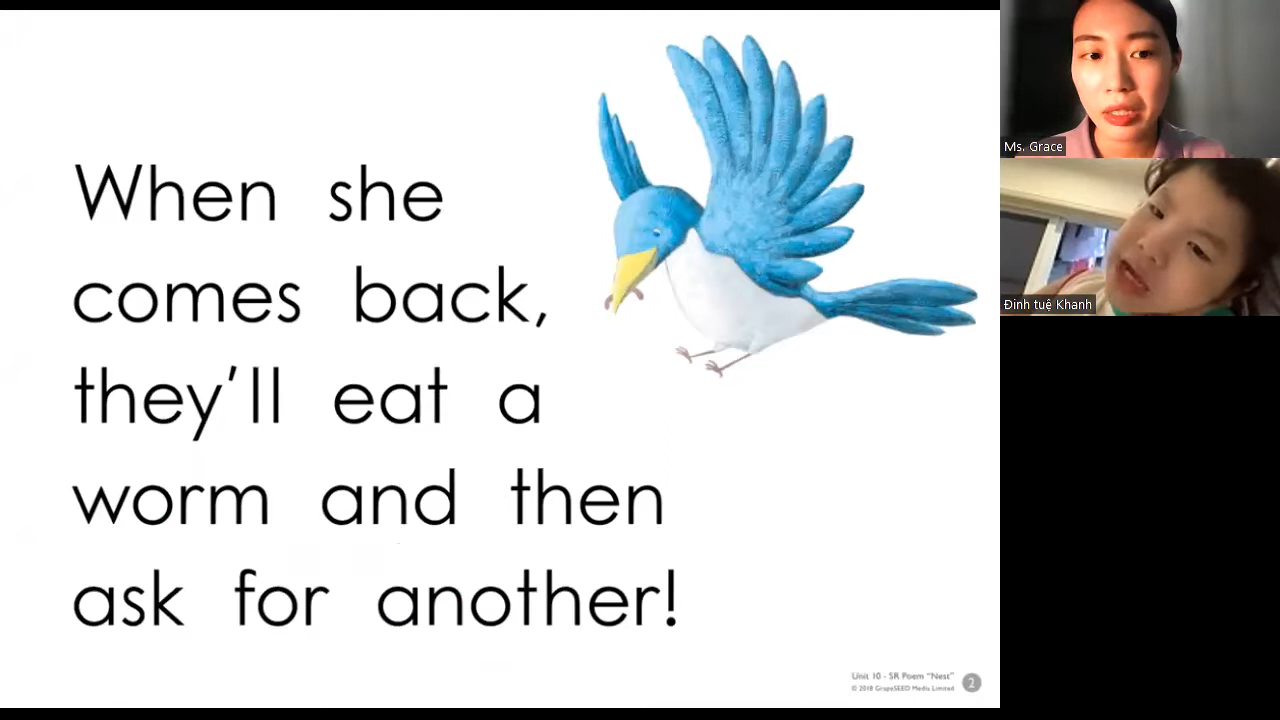 When she
comes back,
they'll eat a
worm and then
ask for another!
Unit 10 - SR Poem "Nest"
© 2018 GrapeSEED Media Limited
2
Ms. Grace
Đinh tuệ Khanh